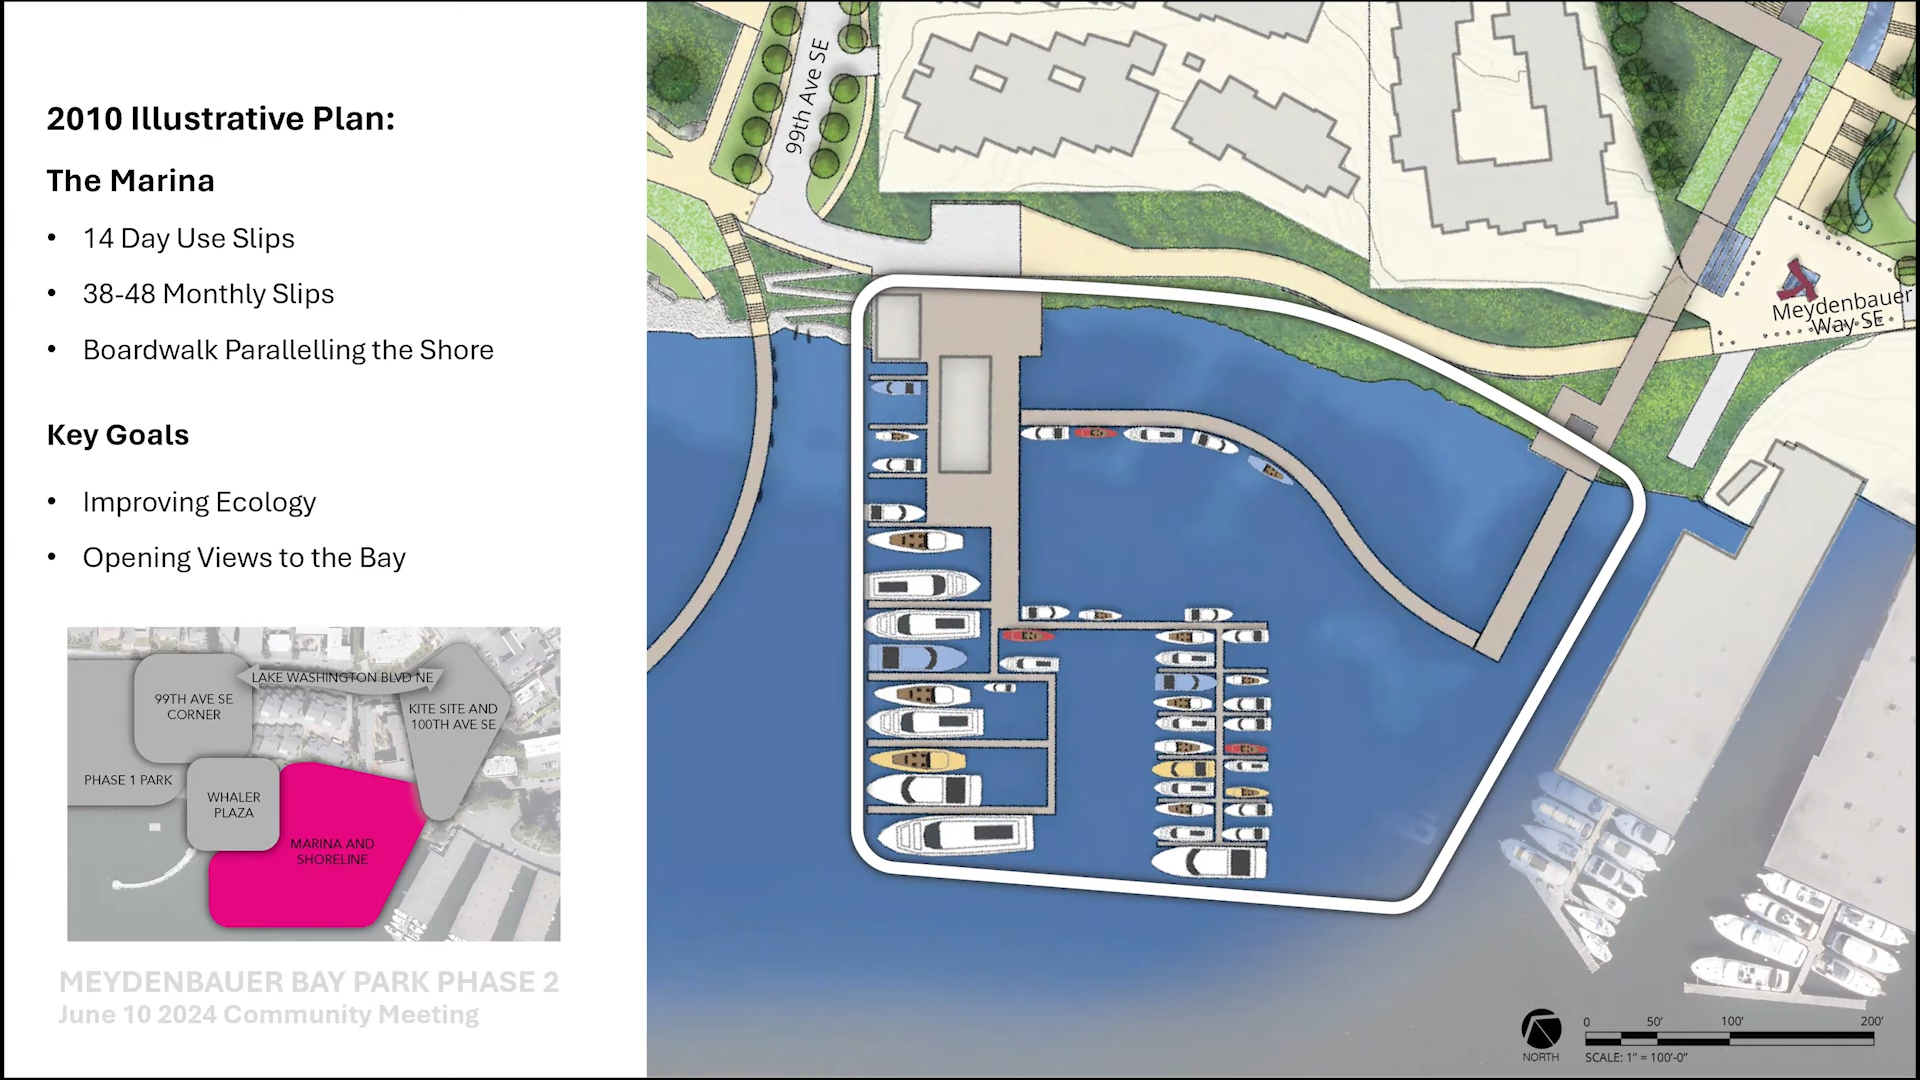 2010 Illustrative Plan:
The Marina
• 14 Day Use Slips
• 38-48 Monthly Slips
• Boardwalk Parallelling the Shore
Key Goals
• Improving Ecology
• Opening Views to the Bay
LAKE WASHINGTON BLVD NE
99TH AVE SE
CORNER
KITE SITE AND
100TH AVE SE
PHASE 1 PARK
WHALER
PLAZA
MARINA AND
SHORELINE
MEYDENBAUER BAY PARK PHASE 2
June 10 2024 Community Meeting
99th Ave SE
Meydenbauer
Way SE
NORTH
0 50' 100' 200'
SCALE: 1" = 100'-0"